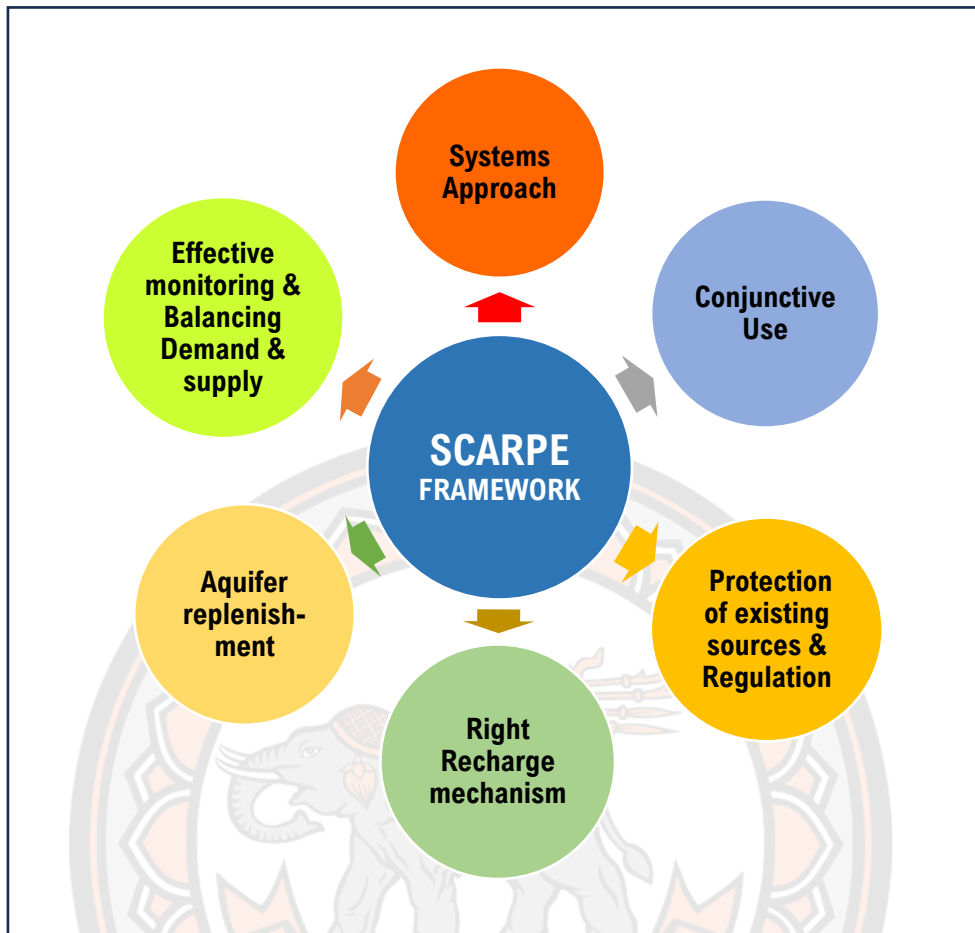 Systems
Approach
Effective
monitoring &
Balancing
Demand &
supply
Conjunctive
Use
SCARPE
FRAMEWORK
Aquifer
replenish-
ment
Protection
of existing
sources &
Regulation
Right
Recharge
mechanism